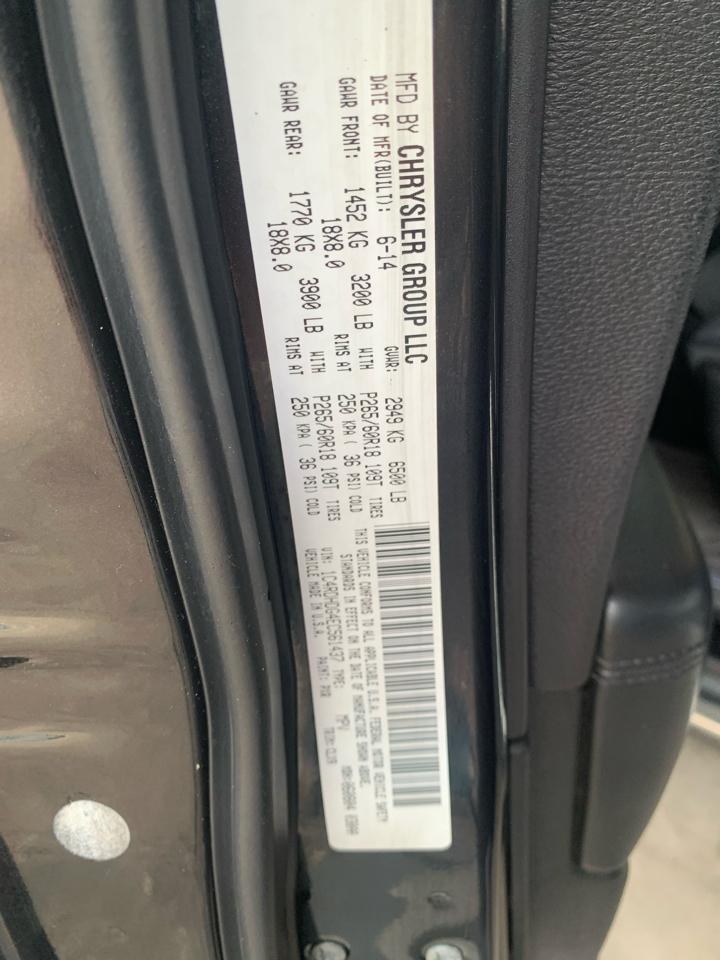 MFD BY CHRYSLER GROUP LLC
DATE OF MFR(BUILT): 6-14 GVWR: 2949 KG 6500 LB
GAWR FRONT: 1452 KG 3200 LB WITH P265/60R18 109T TIRES
18X8.0 RIMS AT 250 KPA ( 36 PSI) COLD
GAWR REAR: 1770 KG 3900 LB WITH P265/60R18 109T TIRES
18X8.0 RIMS AT 250 KPA ( 36 PSI) COLD
THIS VEHICLE CONFORMS TO ALL APPLICABLE U.S.A. FEDERAL MOTOR VEHICLE SAFETY
STANDARDS IN EFFECT ON THE DATE OF MANUFACTURE SHOWN ABOVE.
VIN: 1C4RDHDG4EC561437 TYPE: MPV
VEHICLE MADE IN U.S.A. PAINT: TRIM: